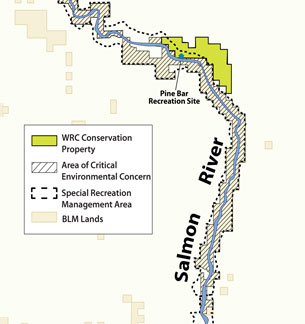 Pine Bar
Recreation Site
WRC Conservation
Property
Area of Critical
Environmental Concern
Special Recreation
Management Area
BLM Lands
Salmon River